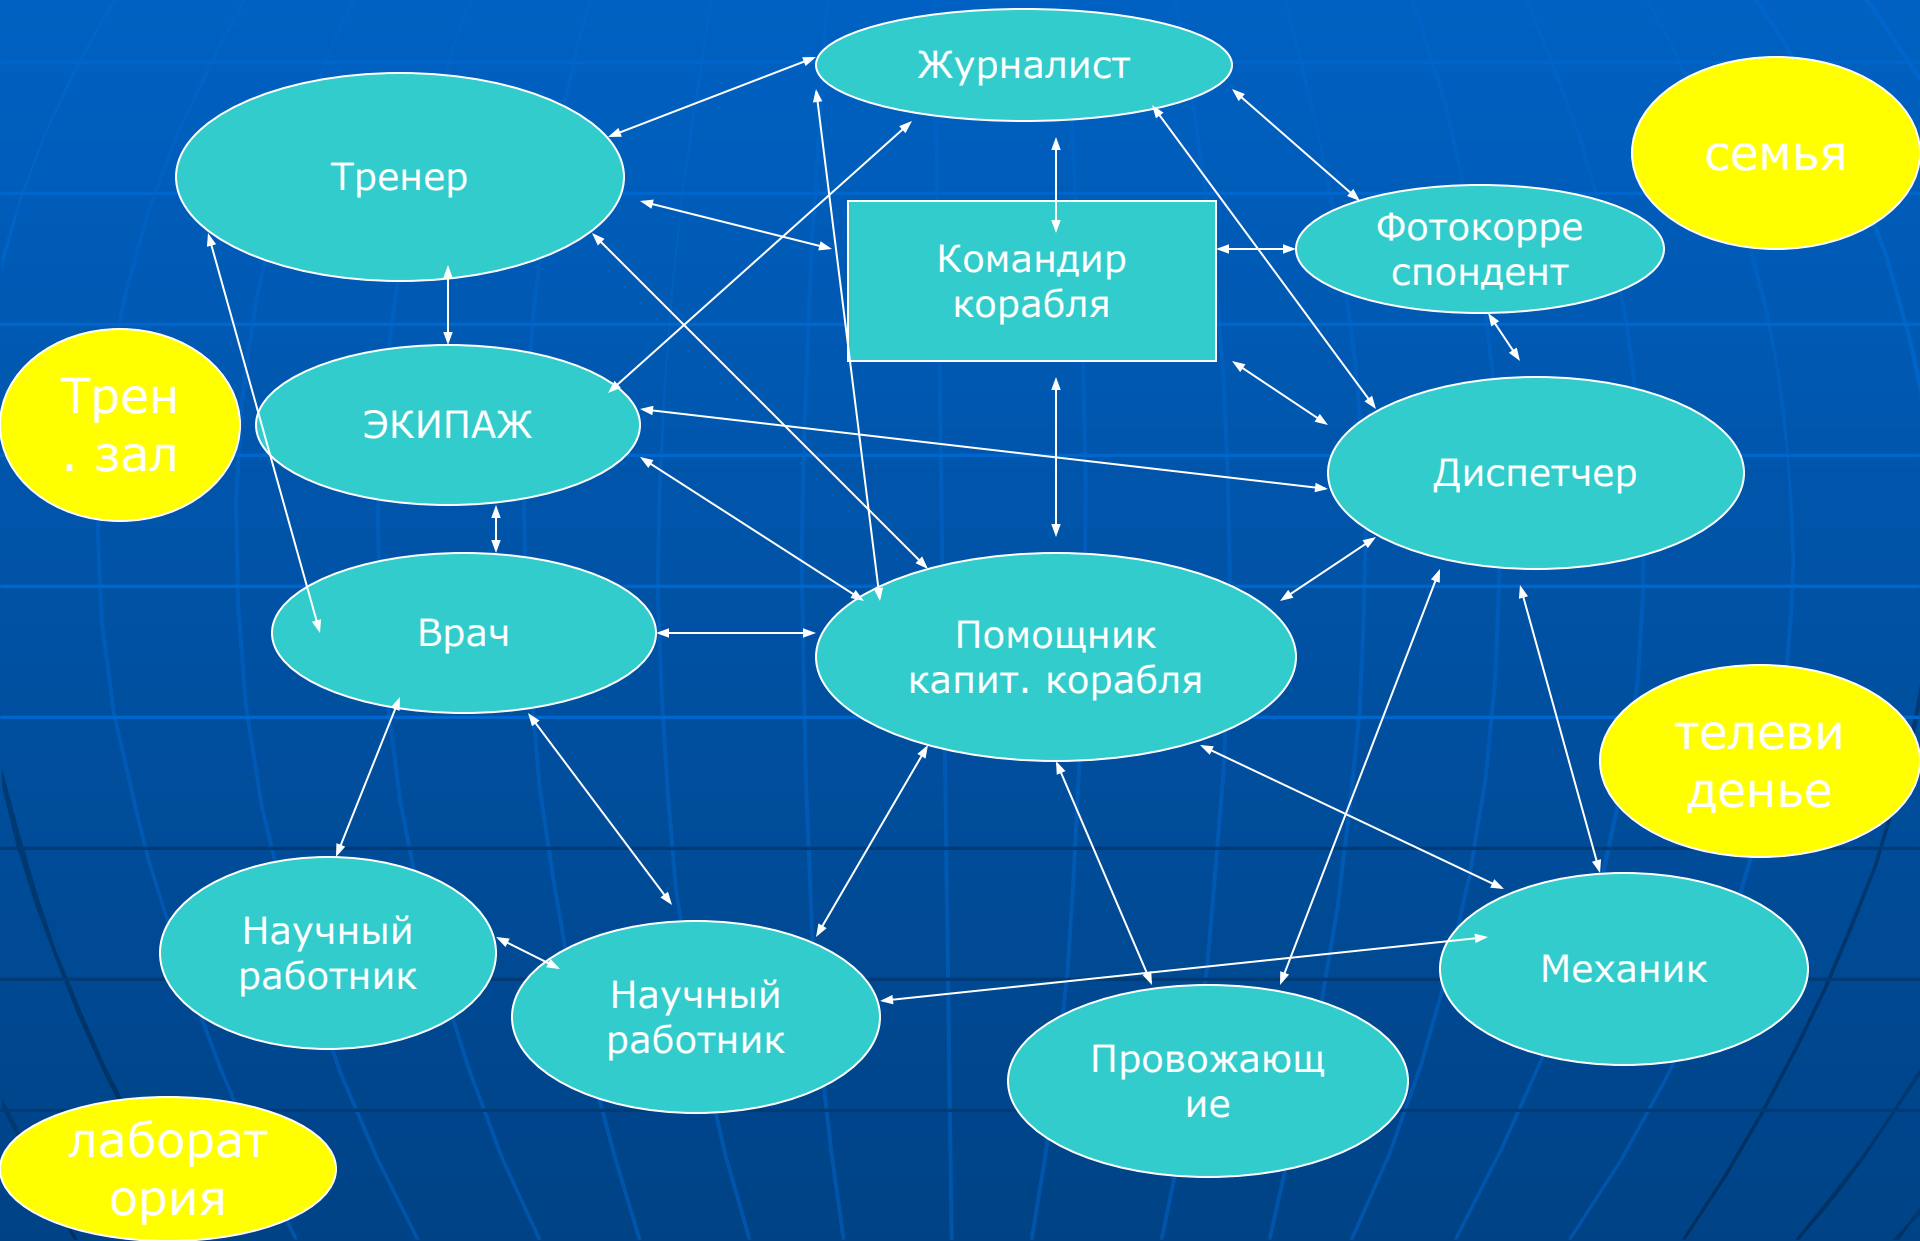 Журналист
семья
Тренер
Фотокорре
спондент
Командир
корабля
Трен
. зал
ЭКИПАЖ
Диспетчер
Врач
Помощник
капит. корабля
телеви
денье
Научный
работник
Научный
работник
Механик
Провожающ
ие
лаборат
ория